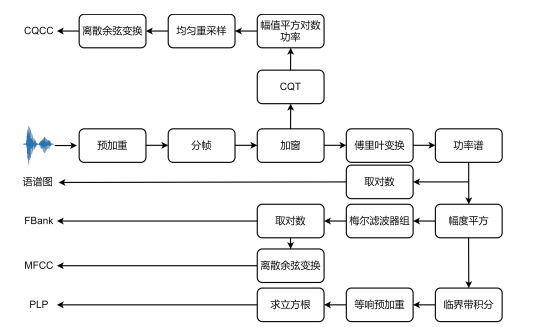 CQCC
离散余弦变换
均匀重采样
幅值平方对数
功率
CQT
预加重
分帧
加窗
傅里叶变换
功率谱
语谱图
取对数
FBank
取对数
梅尔滤波器组
幅度平方
MFCC
离散余弦变换
PLP
求立方根
等响预加重
临界带积分